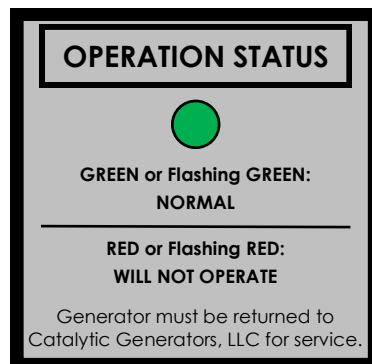 OPERATION STATUS
GREEN or Flashing GREEN:
NORMAL
RED or Flashing RED:
WILL NOT OPERATE
Generator must be returned to
Catalytic Generators, LLC for service.